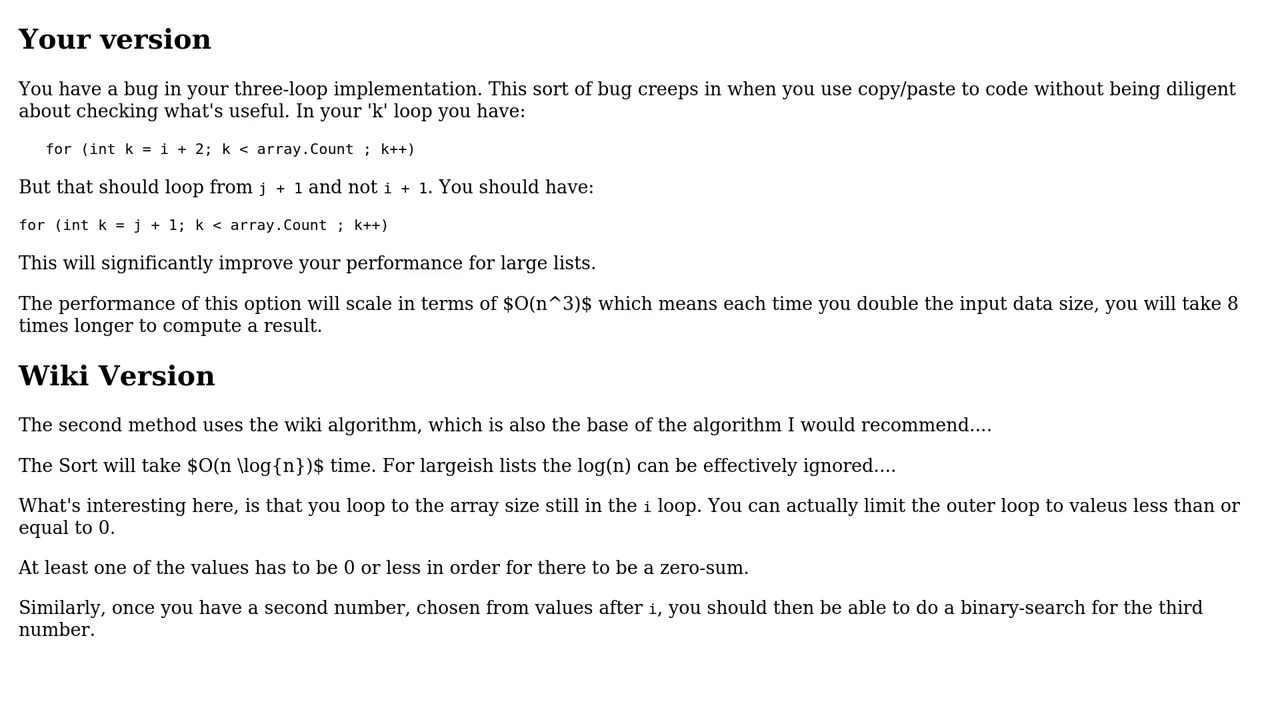 Your version
You have a bug in your three-loop implementation. This sort of bug creeps in when you use copy/paste to code without being diligent
about checking what's useful. In your 'k' loop you have:
for (int k = i + 2; k < array.Count ; k++)
But that should loop from j + 1 and not i + 1. You should have:
for (int k = j + 1; k < array.Count ; k++)
This will significantly improve your performance for large lists.
The performance of this option will scale in terms of $O(n^3)$ which means each time you double the input data size, you will take 8
times longer to compute a result.
Wiki Version
The second method uses the wiki algorithm, which is also the base of the algorithm I would recommend....
The Sort will take $O(n \log{n})$ time. For largeish lists the log(n) can be effectively ignored....
What's interesting here, is that you loop to the array size still in the i loop. You can actually limit the outer loop to valeus less than or
equal to 0.
At least one of the values has to be 0 or less in order for there to be a zero-sum.
Similarly, once you have a second number, chosen from values after i, you should then be able to do a binary-search for the third
number.